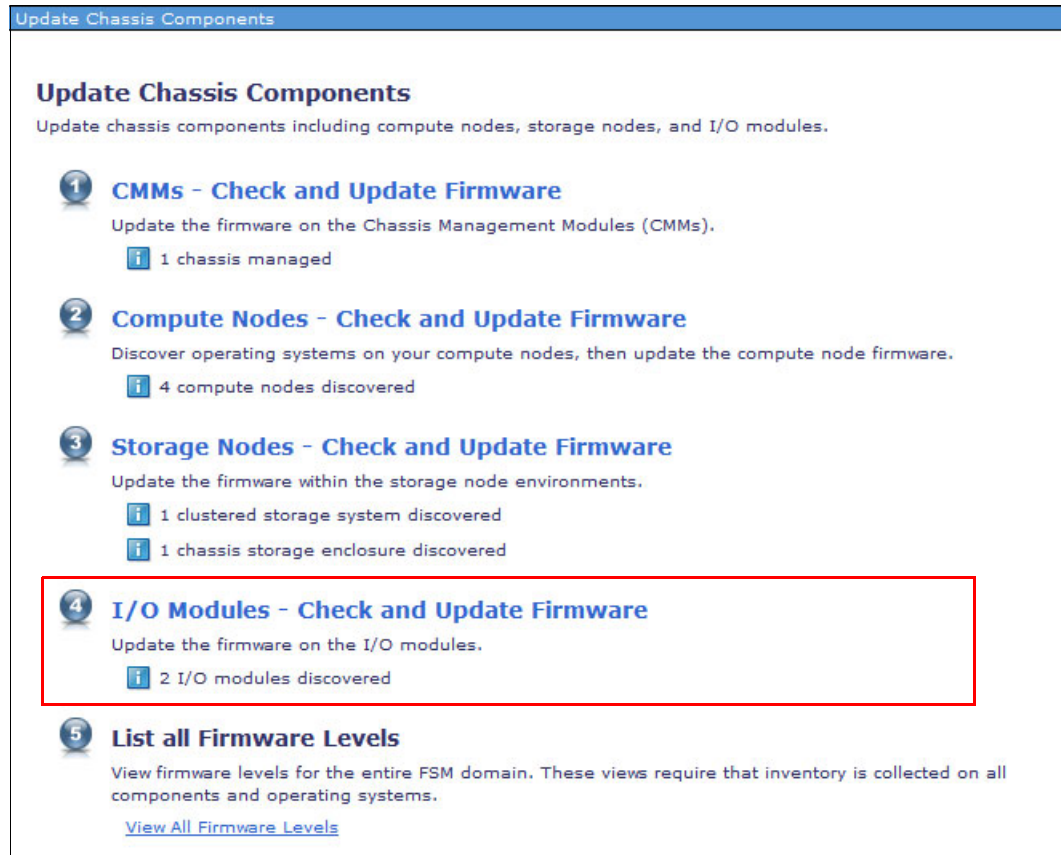 Update Chassis Components
Update Chassis Components
Update chassis components including compute nodes, storage nodes, and I/O modules.
1 CMMs - Check and Update Firmware
Update the firmware on the Chassis Management Modules (CMMs).
i 1 chassis managed
2 Compute Nodes - Check and Update Firmware
Discover operating systems on your compute nodes, then update the compute node firmware.
i 4 compute nodes discovered
3 Storage Nodes - Check and Update Firmware
Update the firmware within the storage node environments.
i 1 clustered storage system discovered
i 1 chassis storage enclosure discovered
4 I/O Modules - Check and Update Firmware
Update the firmware on the I/O modules.
i 2 I/O modules discovered
5 List all Firmware Levels
View firmware levels for the entire FSM domain. These views require that inventory is collected on all
components and operating systems.
View All Firmware Levels